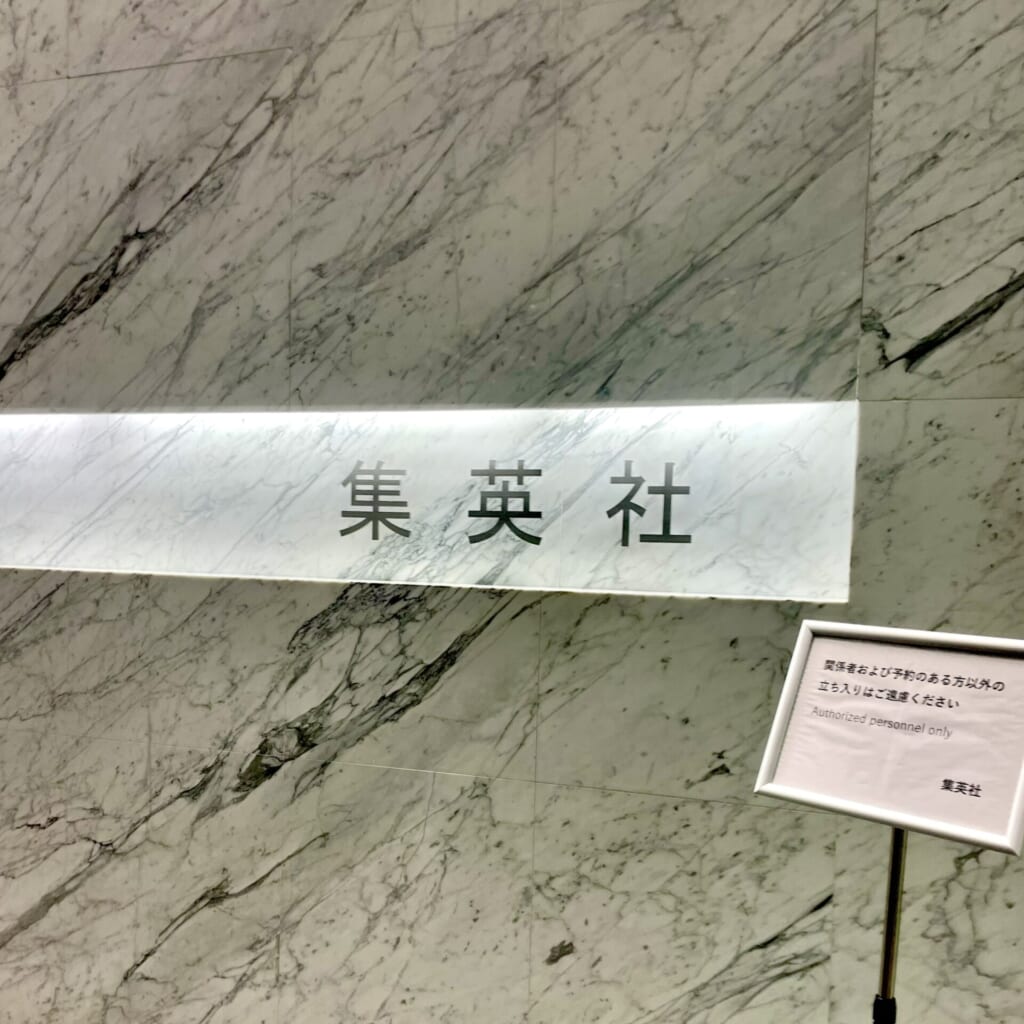 集英社
関係者および予約のある方以外の
立ち入りはご遠慮ください
Authorized personnel only
集英社